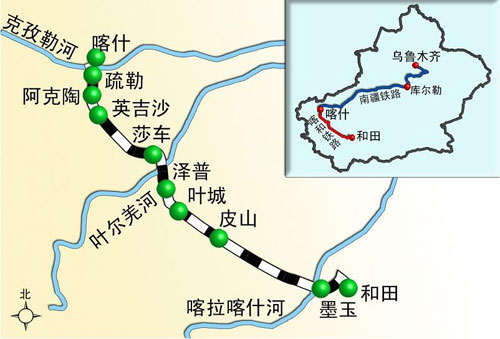 克孜勒河
喀什
疏勒
阿克陶
英吉沙
莎车
泽普
叶尔羌河
叶城
皮山
喀拉喀什河
墨玉
和田
北
乌鲁木齐
库尔勒
南疆铁路
喀什
喀和铁路
和田